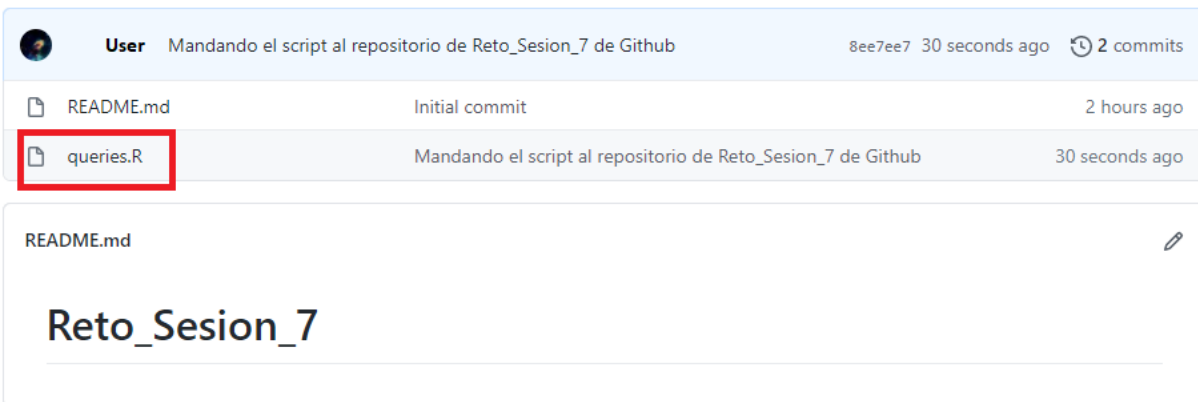 User Mandando el script al repositorio de Reto_Sesion_7 de Github 8ee7ee7 30 seconds ago 2 commits
README.md Initial commit 2 hours ago
queries.R Mandando el script al repositorio de Reto_Sesion_7 de Github 30 seconds ago
README.md
Reto_Sesion_7